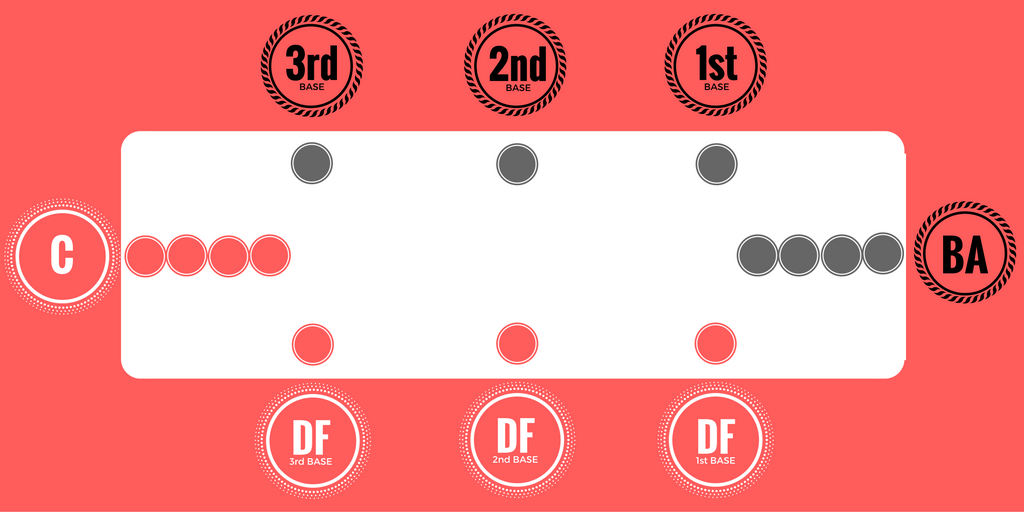 3rd
BASE
2nd
BASE
1st
BASE
C
BA
DF
3rd BASE
DF
2nd BASE
DF
1st BASE